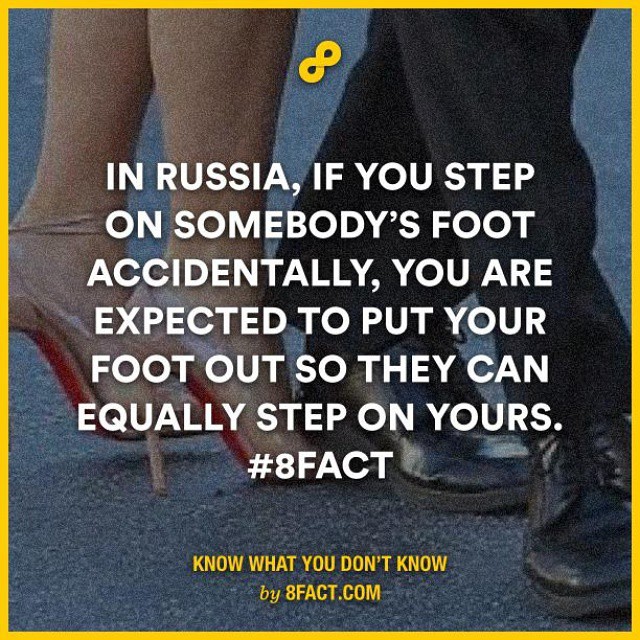 IN RUSSIA, IF YOU STEP
ON SOMEBODY'S FOOT
ACCIDENTALLY, YOU ARE
EXPECTED TO PUT YOUR
FOOT OUT SO THEY CAN
EQUALLY STEP ON YOURS.
#8FACT
KNOW WHAT YOU DON'T KNOW
by 8FACT.COM